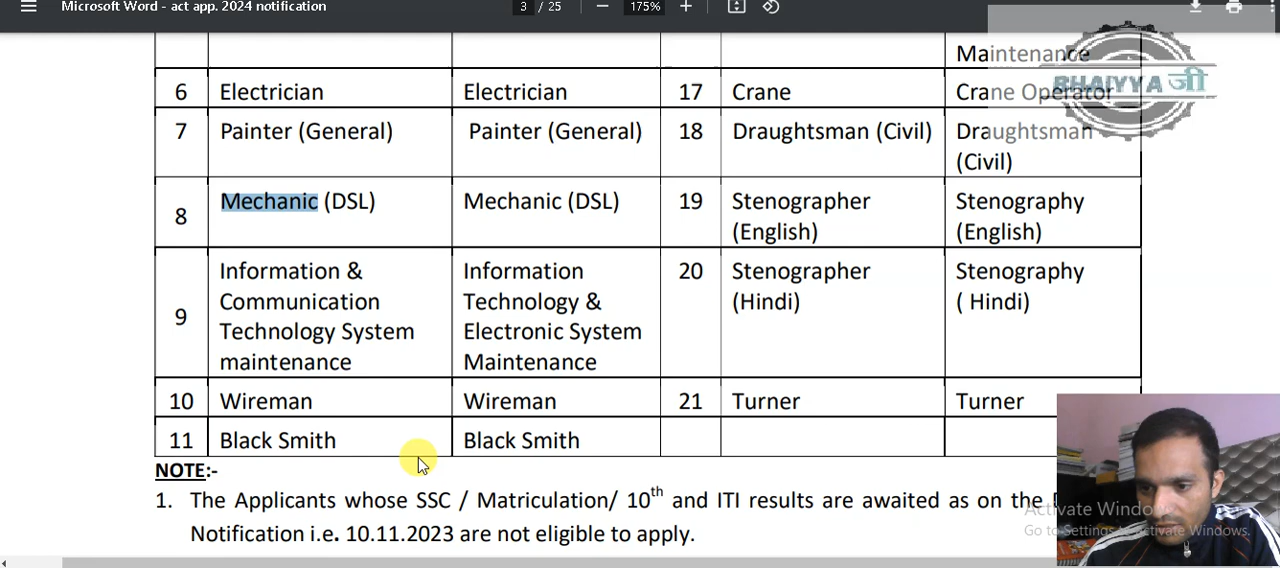 Microsoft Word - act app. 2024 notification
3 / 25
175%
Maintenance
BHAIYYA जी
6 Electrician Electrician 17 Crane Crane Operator
7 Painter (General) Painter (General) 18 Draughtsman (Civil) Draughtsman
(Civil)
8 Mechanic (DSL) Mechanic (DSL) 19 Stenographer Stenography
(English) (English)
9 Information & Information 20 Stenographer Stenography
Communication Technology & (Hindi) ( Hindi)
Technology System Electronic System
maintenance Maintenance
10 Wireman Wireman 21 Turner Turner
11 Black Smith Black Smith
NOTE:-
1. The Applicants whose SSC / Matriculation/ 10th and ITI results are awaited as on the
Notification i.e. 10.11.2023 are not eligible to apply.
Activate Windows
Go to Settings to activate Windows.